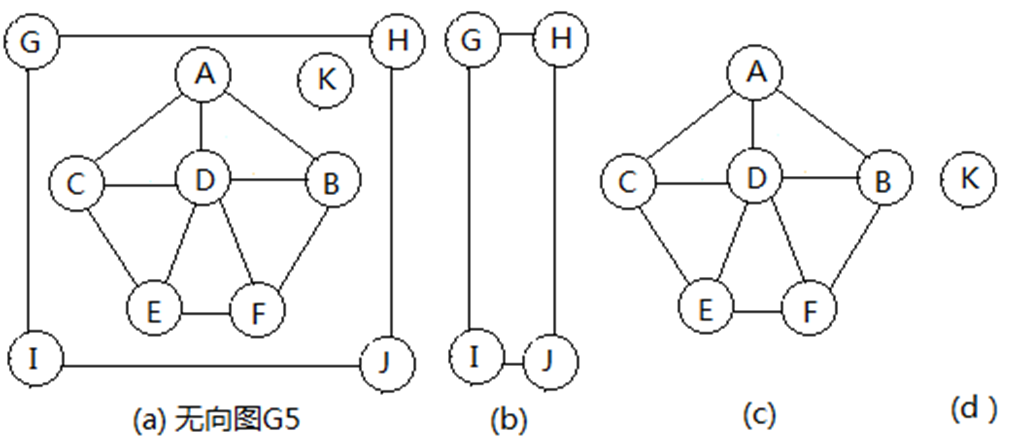 G H G H
A K A
C D B C D B K
E F E F
I J I J
(a) 无向图G5 (b) (c) (d )